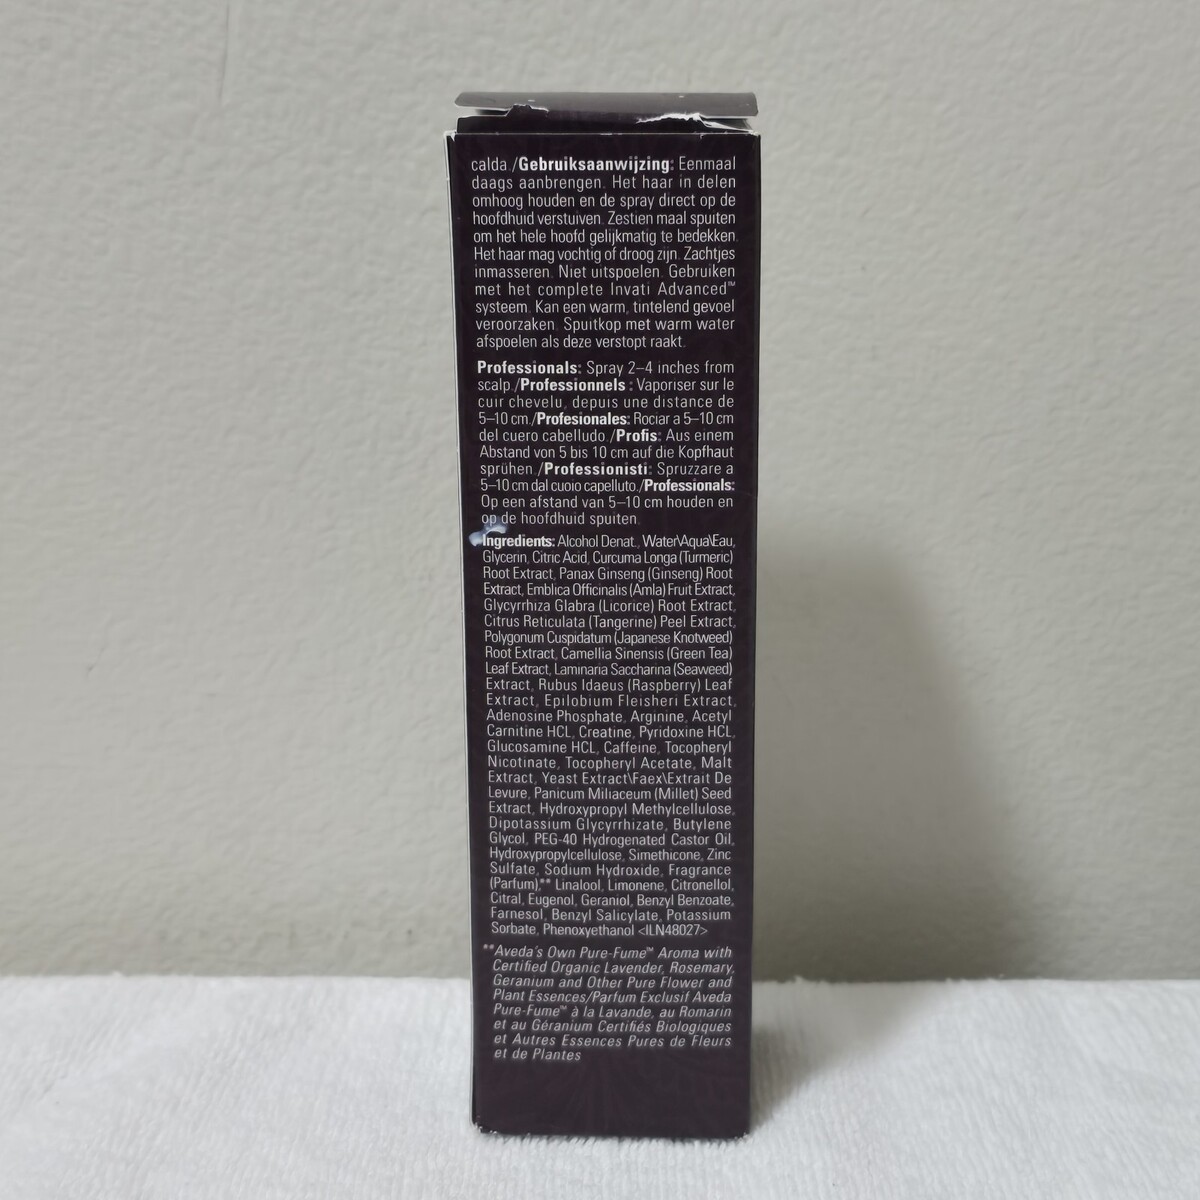 calda./Gebruiksaanwijzing: Eenmaal
daags aanbrengen. Het haar in delen
omhoog houden en de spray direct op de
hoofdhuid verstuiven. Zestien maal spuiten
om het hele hoofd gelijkmatig te bedekken.
Het haar mag vochtig of droog zijn. Zachtjes
inmasseren. Niet uitspoelen. Gebruiken
met het complete Invati Advanced™
systeem. Kan een warm, tintelend gevoel
veroorzaken. Spuitkop met warm water
afspoelen als deze verstopt raakt.
Professionals: Spray 2–4 inches from
scalp./Professionnels : Vaporiser sur le
cuir chevelu, depuis une distance de
5–10 cm./Profesionales: Rociar a 5–10 cm
del cuero cabelludo./Profis: Aus einem
Abstand von 5 bis 10 cm auf die Kopfhaut
sprühen./Professionisti: Spruzzare a
5–10 cm dal cuoio capelluto./Professionals:
Op een afstand van 5–10 cm houden en
op de hoofdhuid spuiten.
Ingredients: Alcohol Denat., Water\Aqua\Eau,
Glycerin, Citric Acid, Curcuma Longa (Turmeric)
Root Extract, Panax Ginseng (Ginseng) Root
Extract, Emblica Officinalis (Amla) Fruit Extract,
Glycyrrhiza Glabra (Licorice) Root Extract,
Citrus Reticulata (Tangerine) Peel Extract,
Polygonum Cuspidatum (Japanese Knotweed)
Root Extract, Camellia Sinensis (Green Tea)
Leaf Extract, Laminaria Saccharina (Seaweed)
Extract, Rubus Idaeus (Raspberry) Leaf
Extract, Epilobium Fleisheri Extract,
Adenosine Phosphate, Arginine, Acetyl
Carnitine HCL, Creatine, Pyridoxine HCL,
Glucosamine HCL, Caffeine, Tocopheryl
Nicotinate, Tocopheryl Acetate, Malt
Extract, Yeast Extract\Faex\Extrait De
Levure, Panicum Miliaceum (Millet) Seed
Extract, Hydroxypropyl Methylcellulose,
Dipotassium Glycyrrhizate, Butylene
Glycol, PEG-40 Hydrogenated Castor Oil,
Hydroxypropylcellulose, Simethicone, Zinc
Sulfate, Sodium Hydroxide, Fragrance
(Parfum),** Linalool, Limonene, Citronellol,
Citral, Eugenol, Geraniol, Benzyl Benzoate,
Farnesol, Benzyl Salicylate, Potassium
Sorbate, Phenoxyethanol <ILN48027>
**Aveda's Own Pure-Fume™ Aroma with
Certified Organic Lavender, Rosemary,
Geranium and Other Pure Flower and
Plant Essences/Parfum Exclusif Aveda
Pure-Fume™ à la Lavande, au Romarin
et au Géranium Certifiés Biologiques
et Autres Essences Pures de Fleurs
et de Plantes